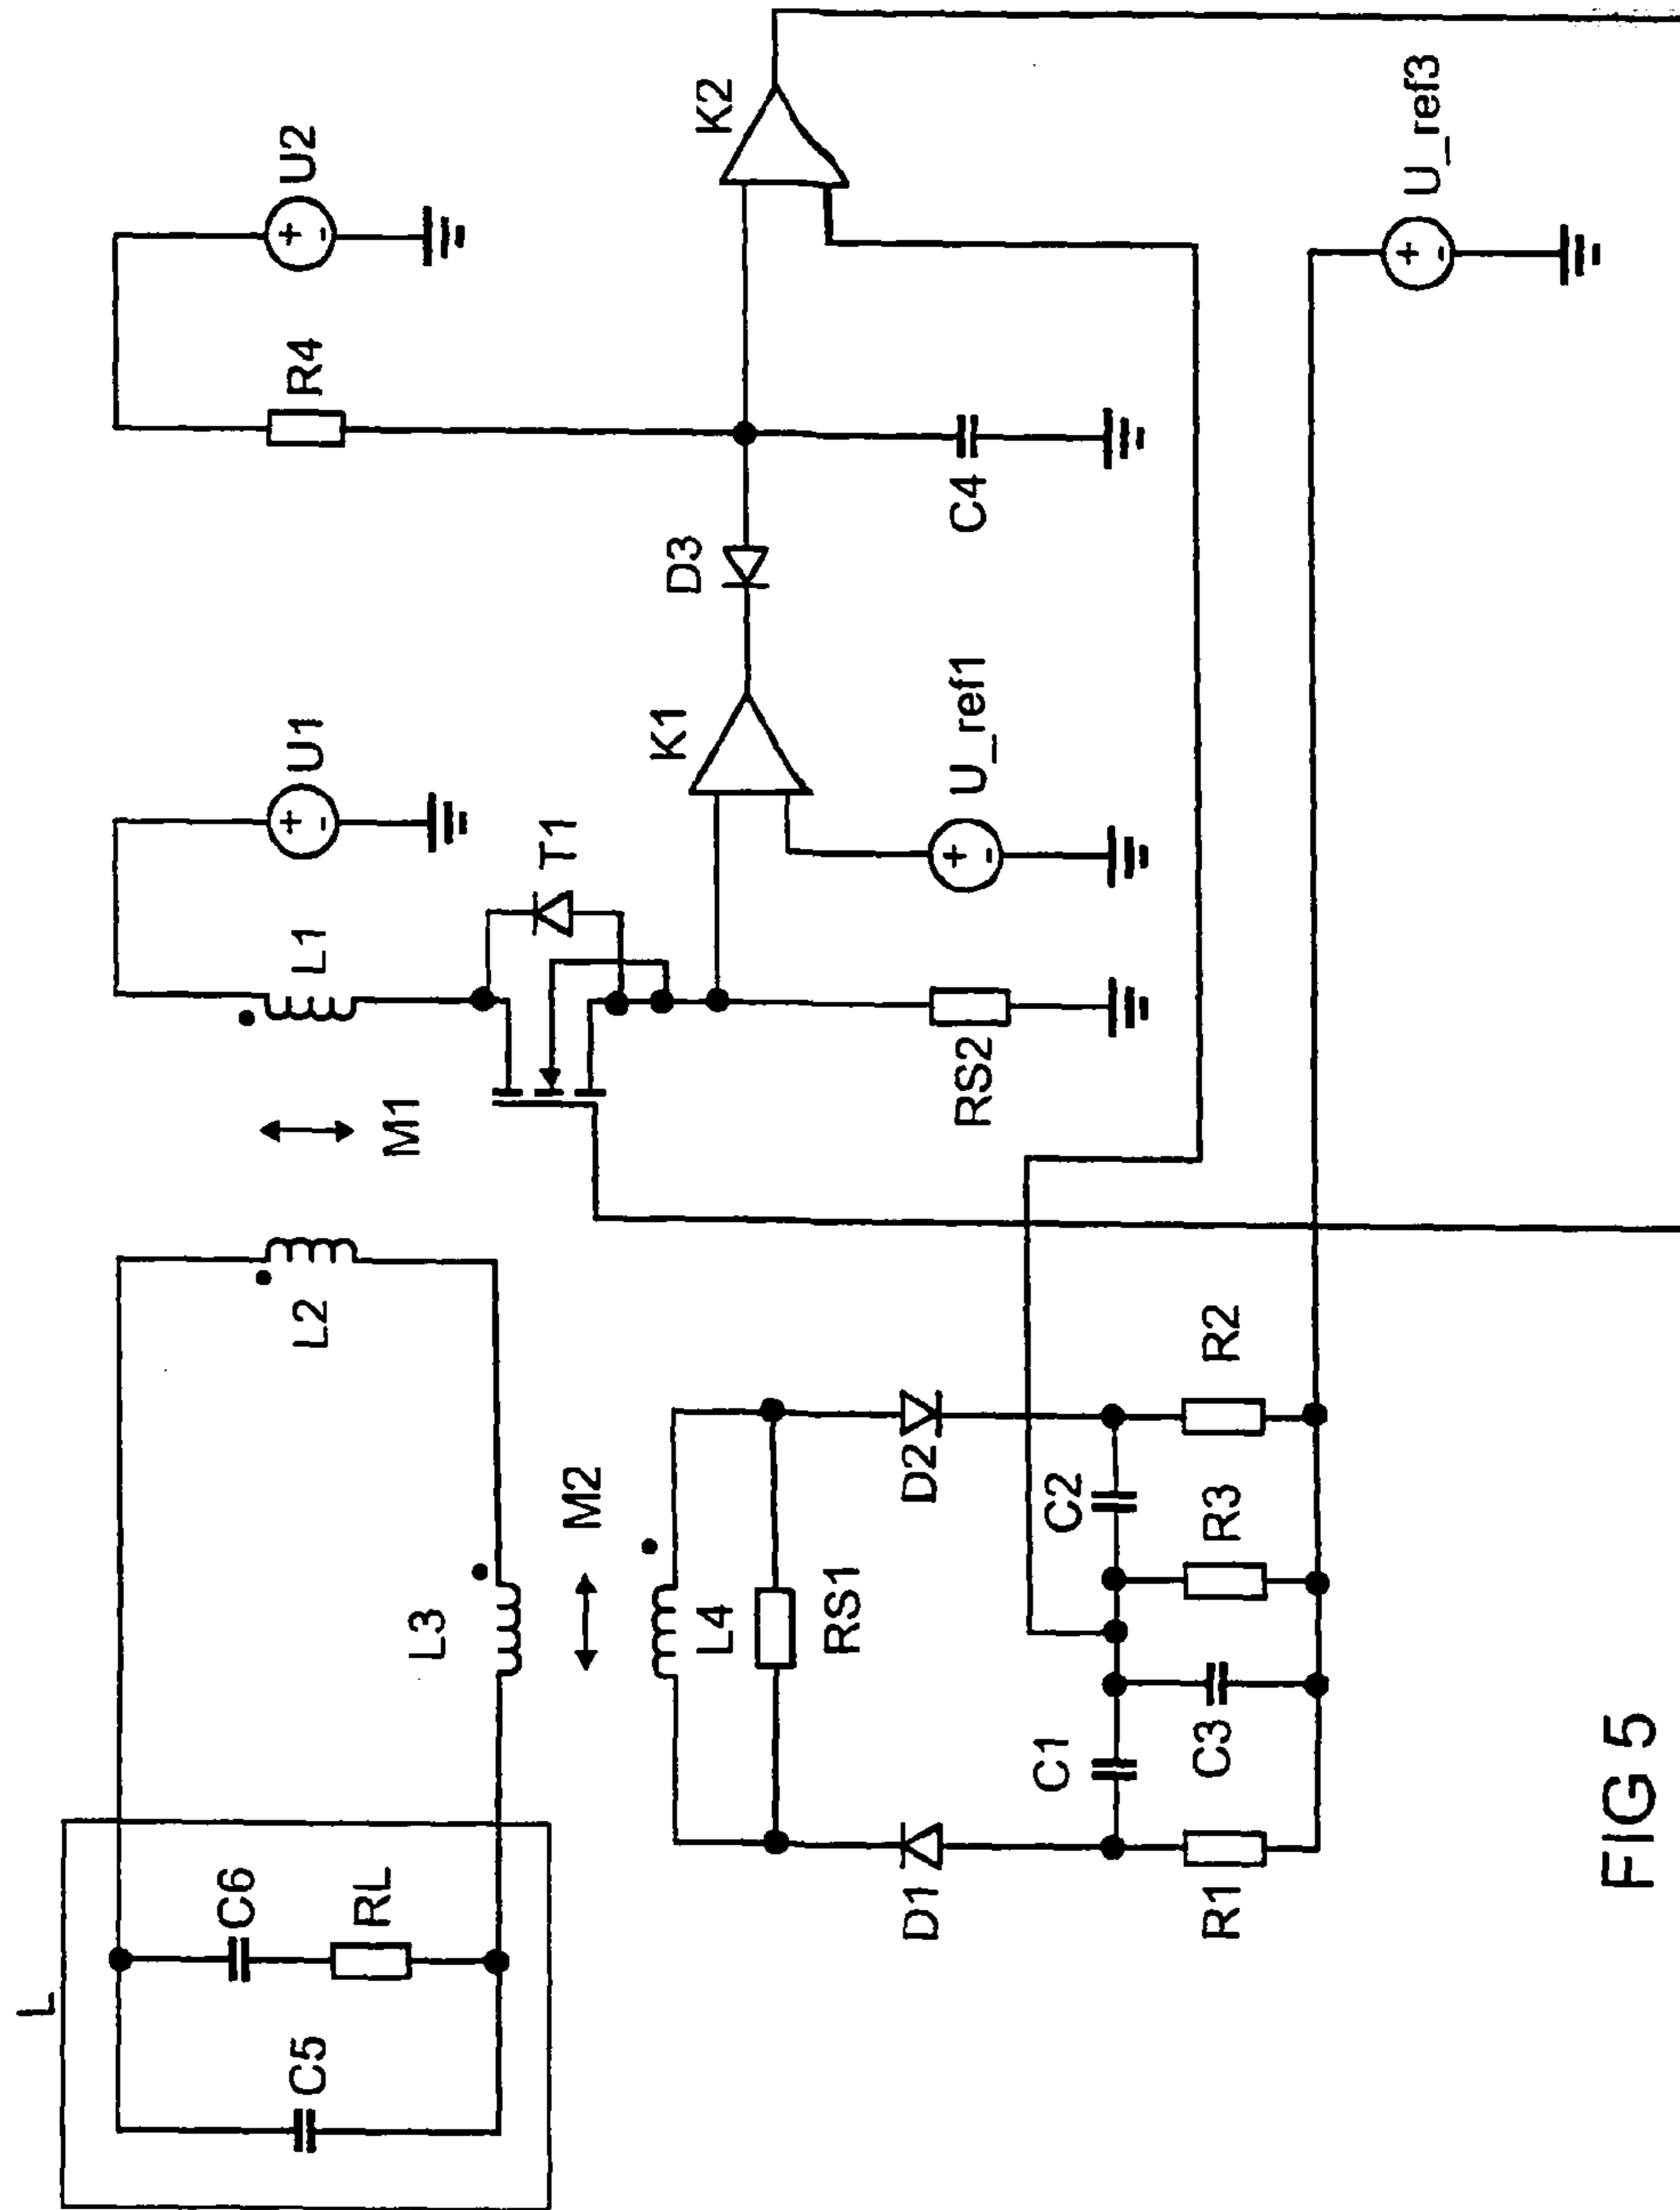 L
C5
C6
RL
L3
L2
M2
M1
L1
U1
T1
R4
U2
L4
RS1
D1
D2
C1
C2
C3
R1
R3
R2
RS2
K1
U_ref1
D3
C4
K2
U_ref3
FIG 5